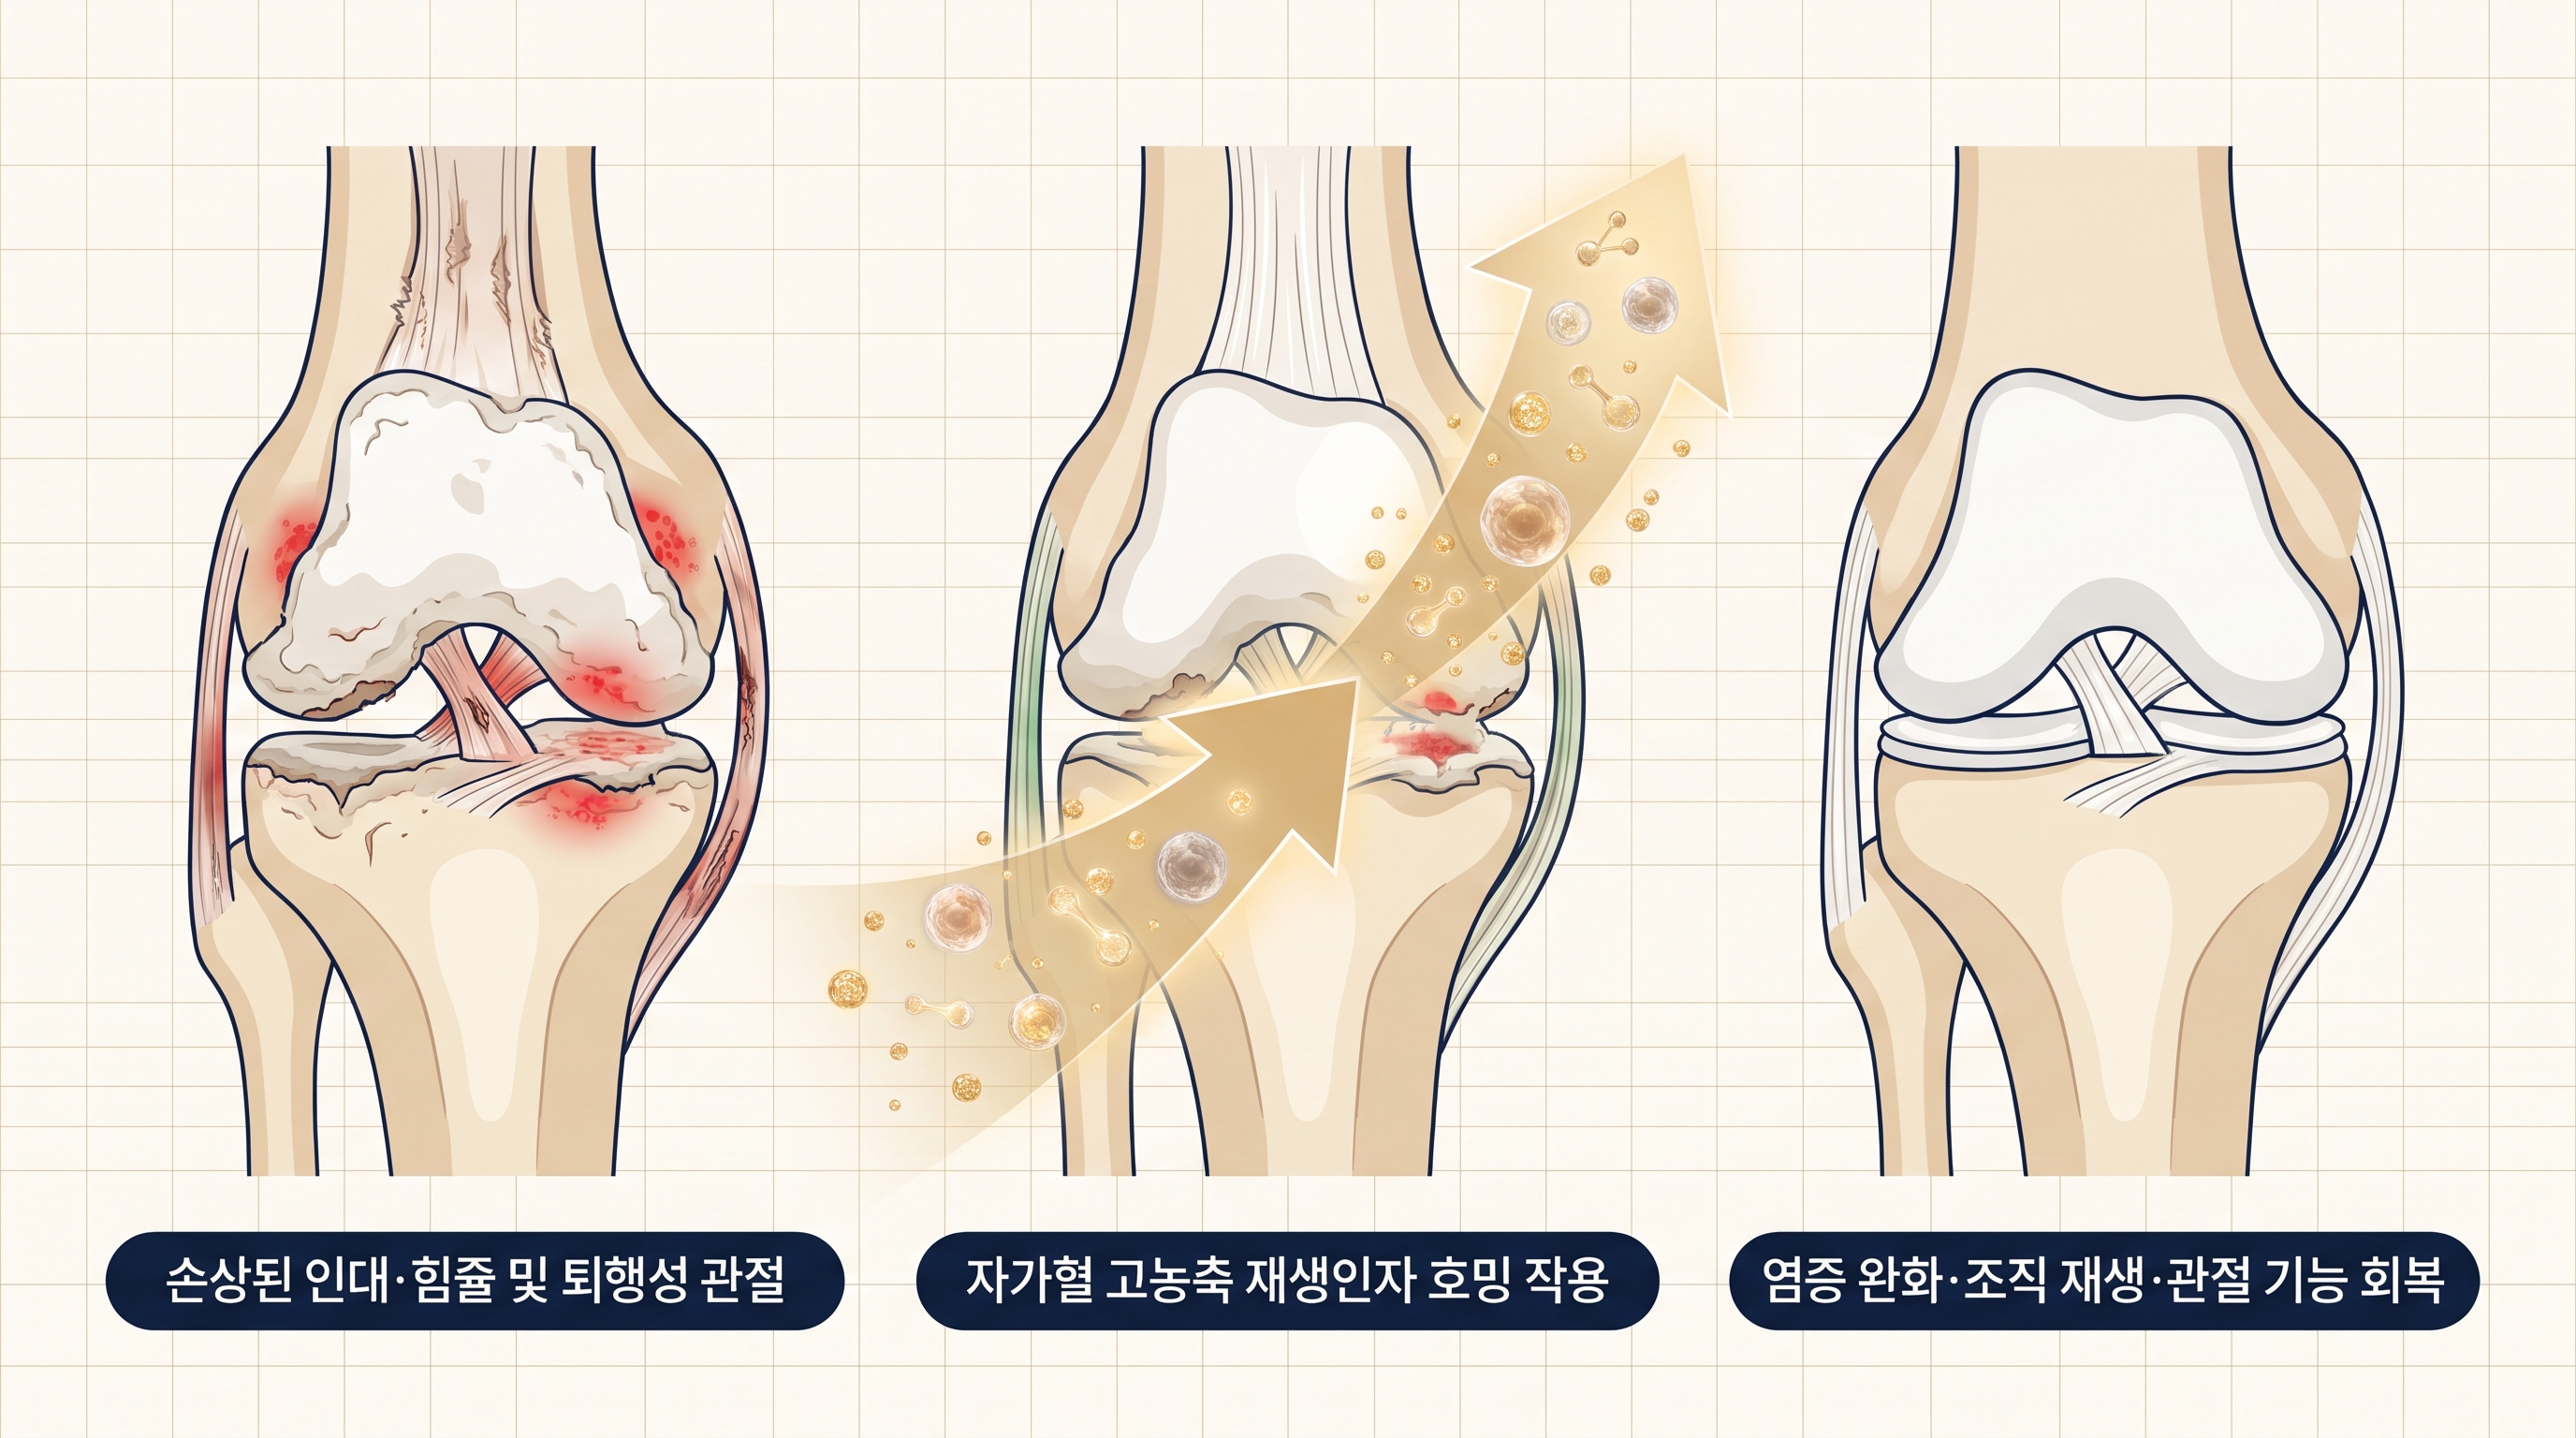 손상된 인대·힘쥴 및 퇴행성 관절
자가혈 고농축 재생인자 호밍 작용
염증 완화·조직 재생·관절 기능 회복